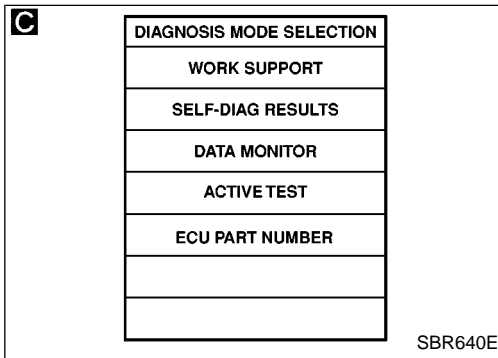 C
DIAGNOSIS MODE SELECTION
WORK SUPPORT
SELF-DIAG RESULTS
DATA MONITOR
ACTIVE TEST
ECU PART NUMBER
SBR640E